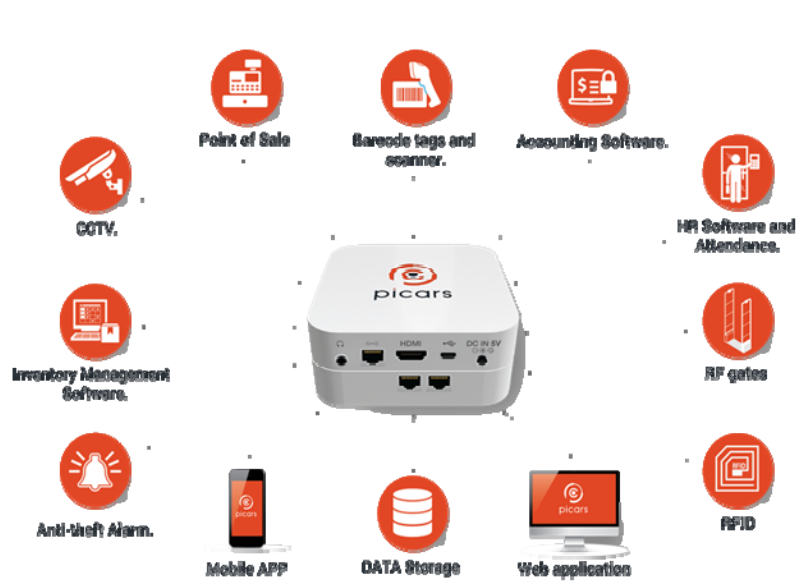 Point of Sale
Barcode tags and
scanner.
Accounting Software.
CCTV.
HR Software and
Attendance.
picars
HDMI
DC IN 5V
Inventory Management
Software.
RF gates
Anti-theft Alarm.
picars
picars
RFID
RFID
Mobile APP
DATA Storage
Web application